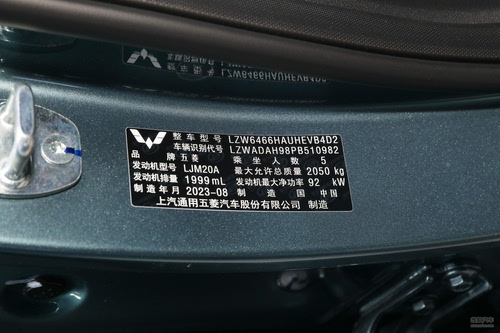 整车型号 LZW6466HAUHEVB4D2
车辆识别代号 LZWADAH98PB510982
品牌 五菱 乘坐人数 5
发动机型号 LJM20A 最大允许总质量 2050 kg
发动机排量 1999 mL 发动机最大净功率 92 kW
制造年月 2023-08 制造国 中国
上汽通用五菱汽车股份有限公司 制造